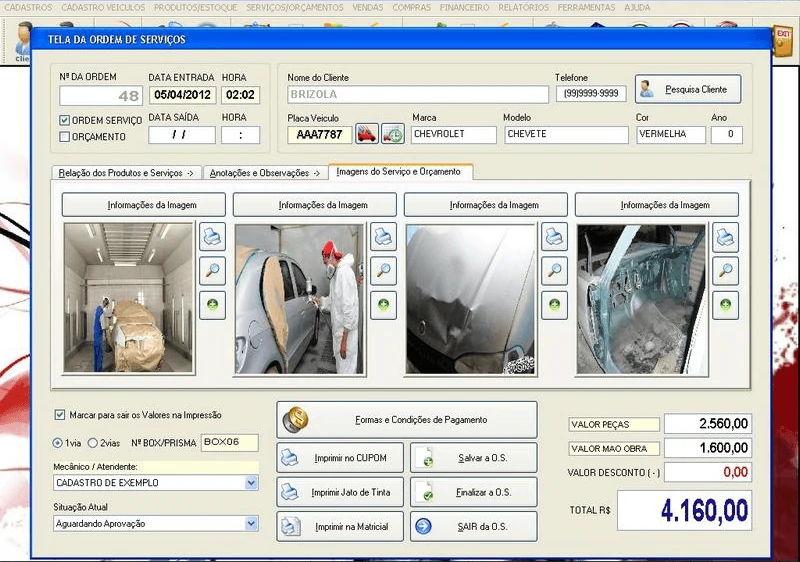 CADASTROS CADASTRO VEÍCULOS PRODUTOS/ESTOQUE SERVIÇOS/ORÇAMENTOS VENDAS COMPRAS FINANCEIRO RELATÓRIOS FERRAMENTAS AJUDA
EXIT
TELA DA ORDEM DE SERVIÇOS
Nº DA ORDEM DATA ENTRADA HORA
48 05/04/2012 02:02
ORDEM SERVIÇO DATA SAÍDA HORA
ORÇAMENTO / / :
Nome do Cliente Telefone
BRIZOLA (99)9999-9999 Pesquisa Cliente
Placa Veiculo Marca Modelo Cor Ano
AAA7787 CHEVROLET CHEVETE VERMELHA 0
Relação dos Produtos e Serviços -> Anotações e Observações -> Imagens do Serviço e Orçamento
Informações da Imagem Informações da Imagem Informações da Imagem Informações da Imagem
Marcar para sair os Valores na Impressão
1via 2vias Nº BOX/PRISMA BOX06
Mecânico / Atendente:
CADASTRO DE EXEMPLO
Situação Atual
Aguardando Aprovação
Formas e Condições de Pagamento
Imprimir no CUPOM Salvar a O.S.
Imprimir Jato de Tinta Finalizar a O.S.
Imprimir na Matricial SAIR da O.S.
VALOR PEÇAS 2.560,00
VALOR MAO OBRA 1.600,00
VALOR DESCONTO ( - ) 0,00
TOTAL R$ 4.160,00